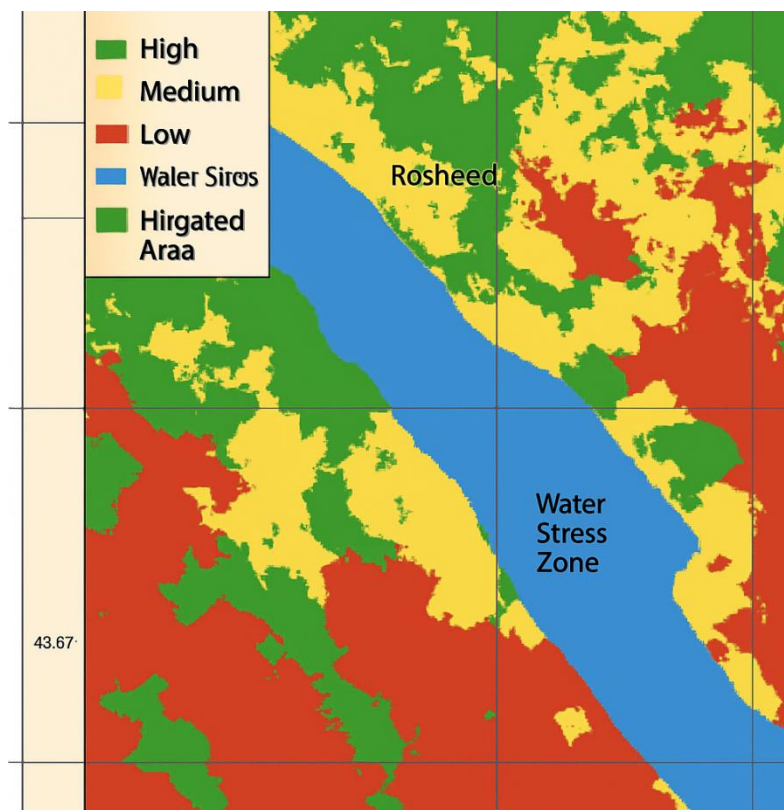 High
Medium
Low
Waler Siros
Hirgated
Araa
Rosheed
Water
Stress
Zone
43.67